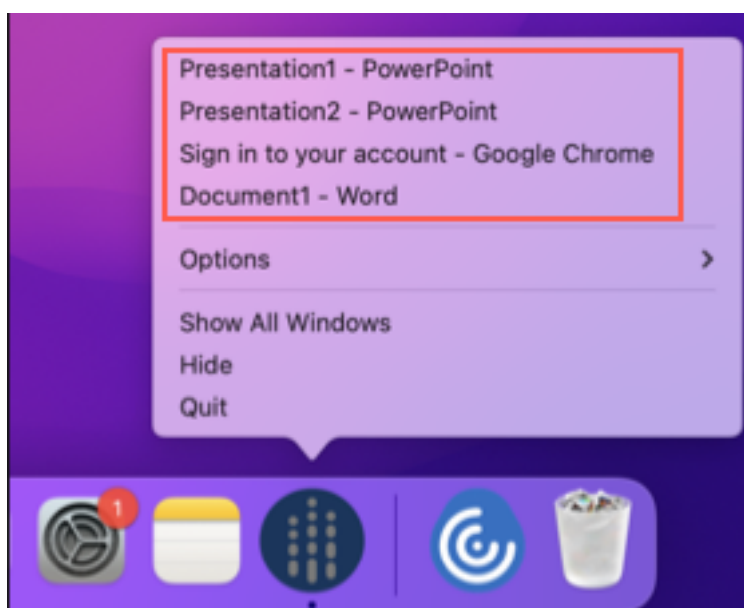 Presentation1 - PowerPoint
Presentation2 - PowerPoint
Sign in to your account - Google Chrome
Document1 - Word
Options
Show All Windows
Hide
Quit
1